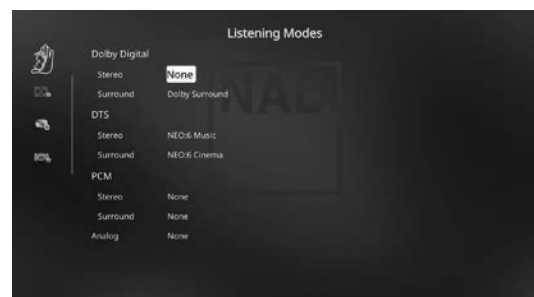 Listening Modes
Dolby Digital
Stereo None
Surround Dolby Surround
DTS
Stereo NEO:6 Music
Surround NEO:6 Cinema
PCM
Stereo None
Surround None
Analog None
NAD